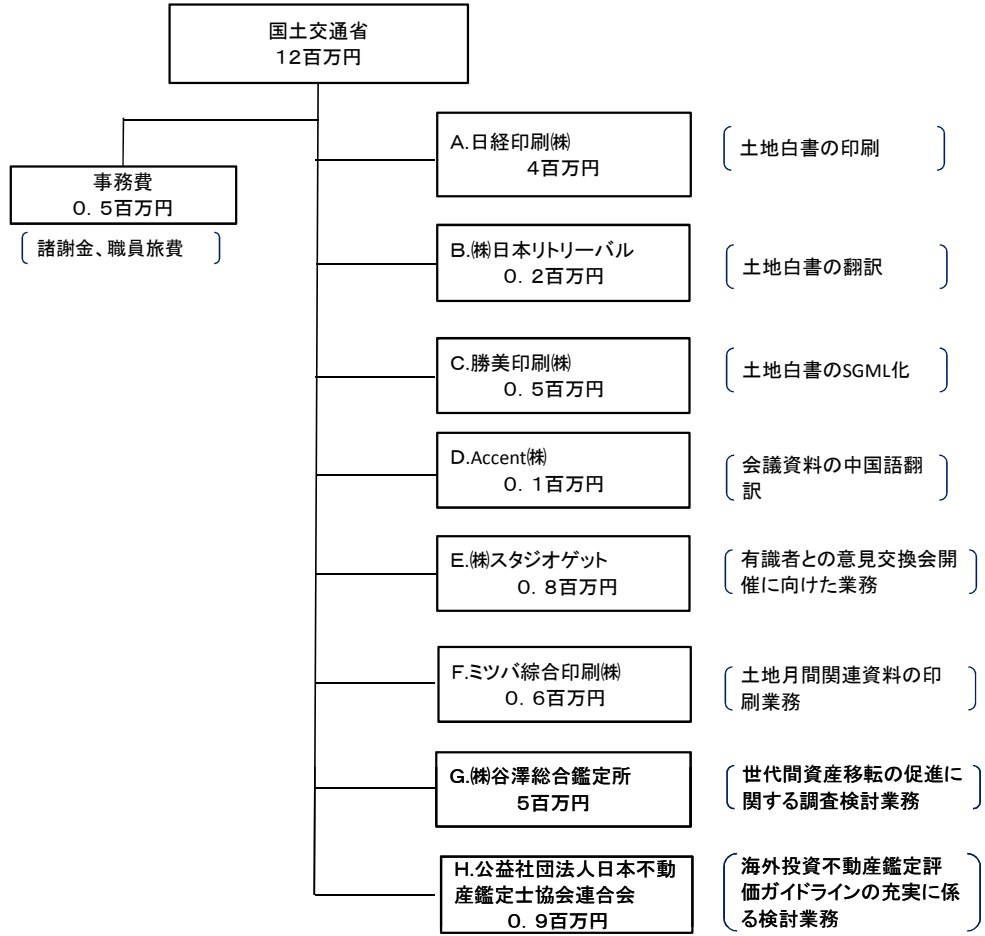 国土交通省
12百万円
事務費
0．5百万円
諸謝金、職員旅費
A.日経印刷㈱
4百万円
土地白書の印刷
B.㈱日本リトリーバル
0．2百万円
土地白書の翻訳
C.勝美印刷㈱
0．5百万円
土地白書のSGML化
D.Accent㈱
0．1百万円
会議資料の中国語翻
訳
E.㈱スタジオゲット
0．8百万円
有識者との意見交換会開
催に向けた業務
F.ミツバ綜合印刷㈱
0．6百万円
土地月間関連資料の印
刷業務
G.㈱谷澤総合鑑定所
5百万円
世代間資産移転の促進に
関する調査検討業務
H.公益社団法人日本不動
産鑑定士協会連合会
0．9百万円
海外投資不動産鑑定評
価ガイドラインの充実に係
る検討業務